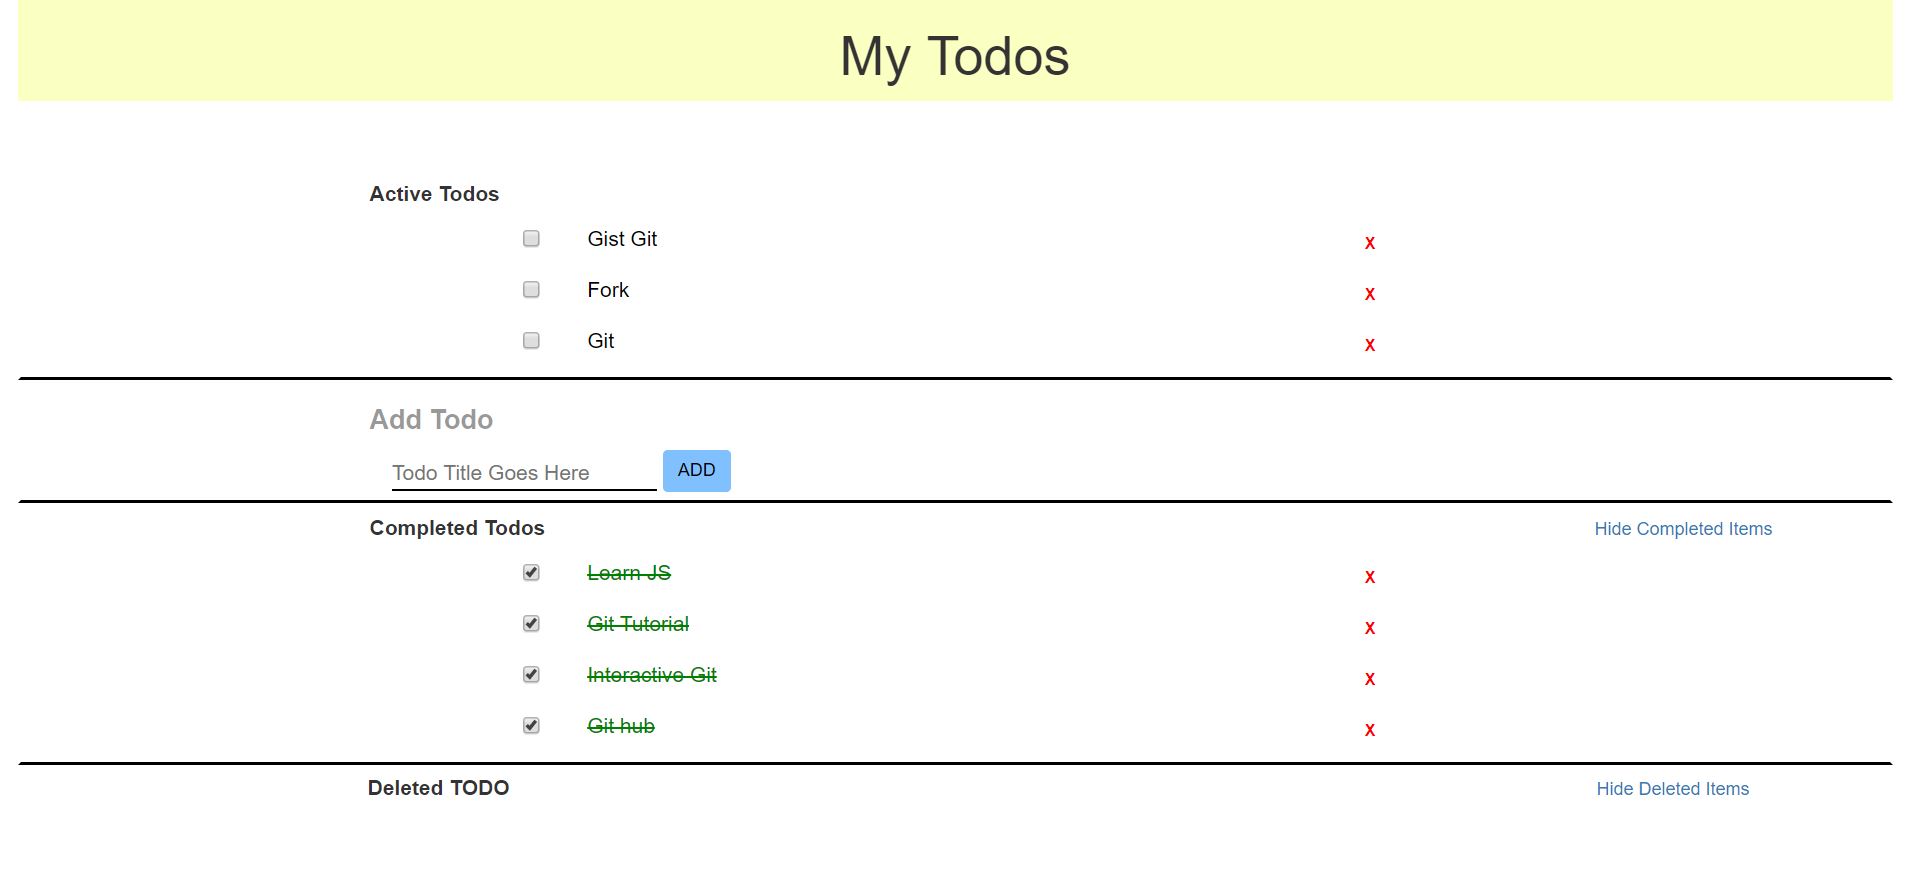 My Todos
Active Todos
Gist Git X
Fork X
Git X
Add Todo
Todo Title Goes Here ADD
Completed Todos Hide Completed Items
Learn JS X
Git Tutorial X
Interactive Git X
Git hub X
Deleted TODO Hide Deleted Items